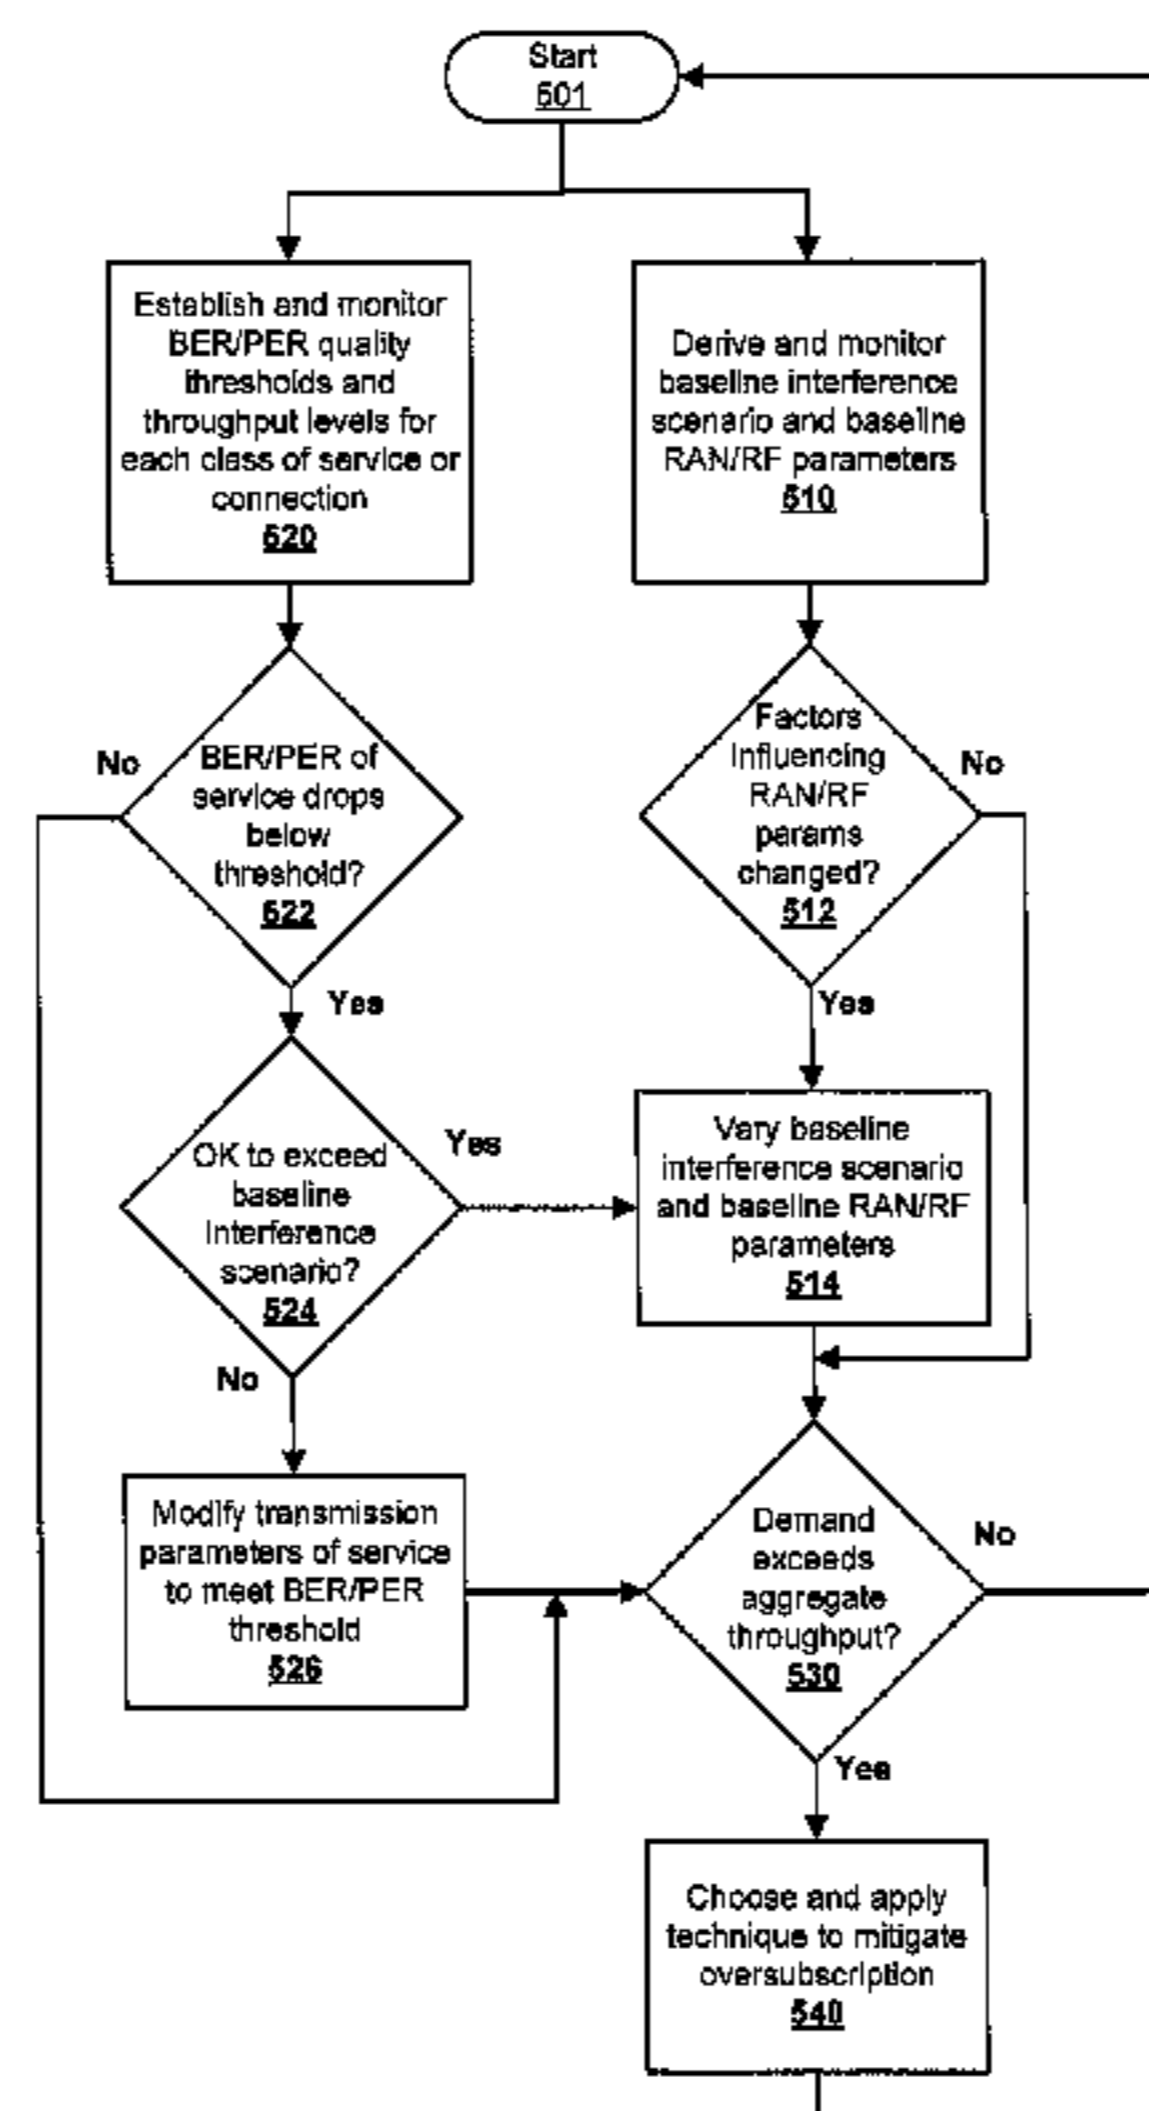 Start
501
Establish and monitor
BER/PER quality
thresholds and
throughput levels for
each class of service or
connection
520
Derive and monitor
baseline interference
scenario and baseline
RAN/RF parameters
510
No
BER/PER of
service drops
below
threshold?
522
Yes
Factors
Influencing
RAN/RF
params
changed?
512
No
Yes
OK to exceed
baseline
Interference
scenario?
524
Yes
No
Vary baseline
interference scenario
and baseline RAN/RF
parameters
514
Modify transmission
parameters of service
to meet BER/PER
threshold
526
Demand
exceeds
aggregate
throughput?
530
No
Yes
Choose and apply
technique to mitigate
oversubscription
540